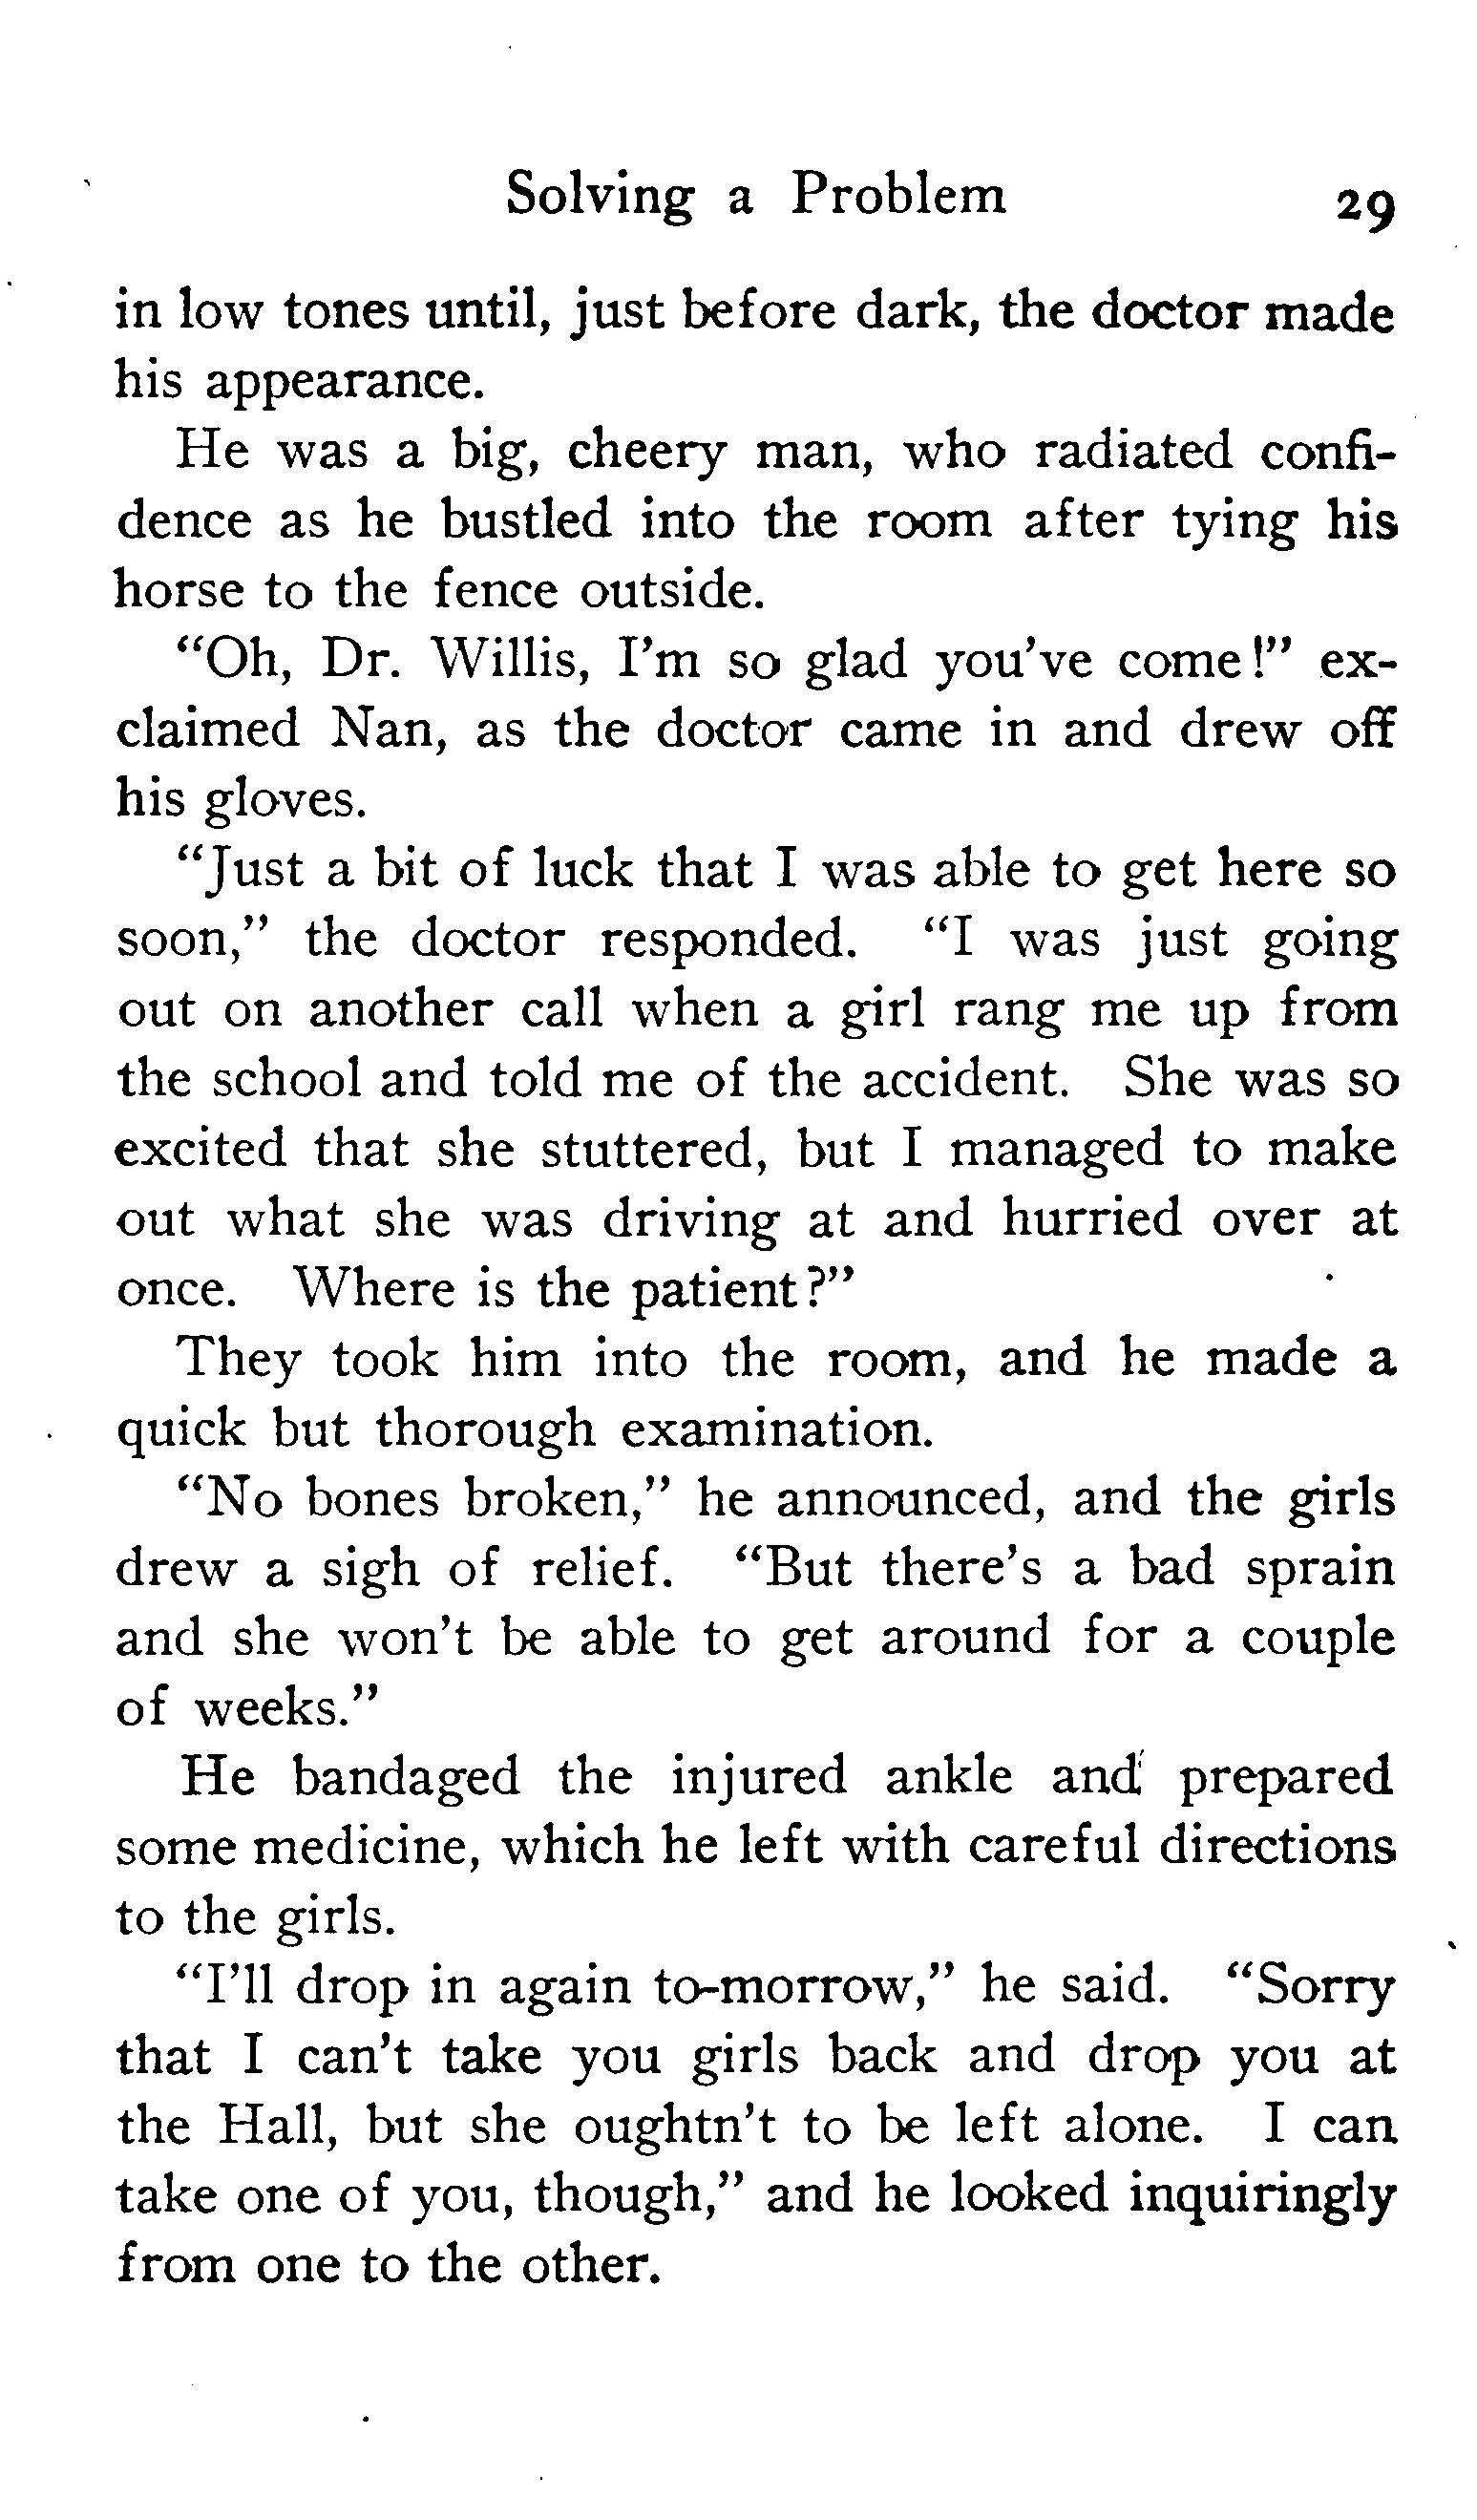 Solving a Problem 29
in low tones until, just before dark, the doctor made
his appearance.
He was a big, cheery man, who radiated confi-
dence as he bustled into the room after tying his
horse to the fence outside.
“Oh, Dr. Willis, I’m so glad you’ve come!” ex-
claimed Nan, as the doctor came in and drew off
his gloves.
“Just a bit of luck that I was able to get here so
soon,” the doctor responded. “I was just going
out on another call when a girl rang me up from
the school and told me of the accident. She was so
excited that she stuttered, but I managed to make
out what she was driving at and hurried over at
once. Where is the patient?”
They took him into the room, and he made a
quick but thorough examination.
“No bones broken,” he announced, and the girls
drew a sigh of relief. “But there’s a bad sprain
and she won’t be able to get around for a couple
of weeks.”
He bandaged the injured ankle and prepared
some medicine, which he left with careful directions
to the girls.
“I’ll drop in again to-morrow,” he said. “Sorry
that I can’t take you girls back and drop you at
the Hall, but she oughtn’t to be left alone. I can
take one of you, though,” and he looked inquiringly
from one to the other.